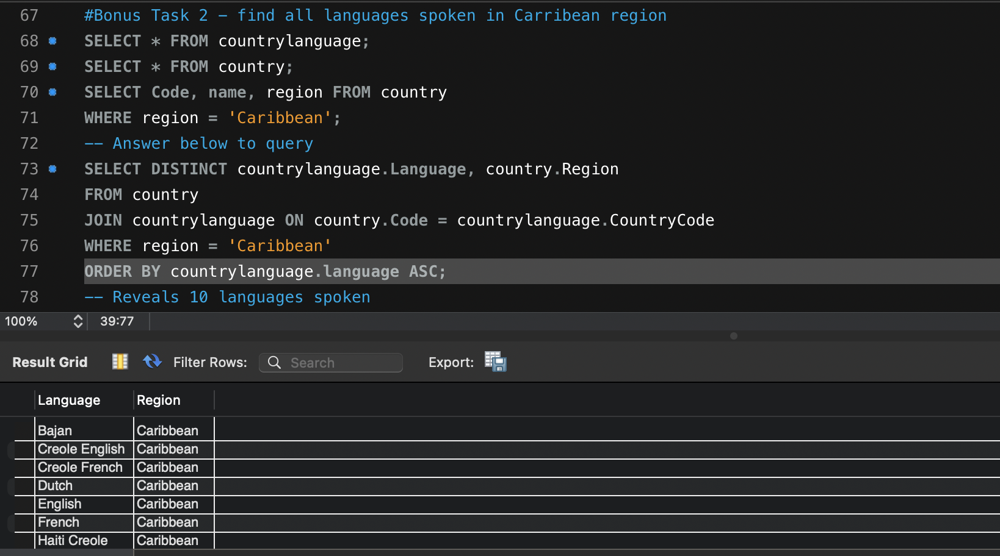 67 #Bonus Task 2 - find all languages spoken in Carribean region
68 SELECT * FROM countrylanguage;
69 SELECT * FROM country;
70 SELECT Code, name, region FROM country
71 WHERE region = 'Caribbean';
72 -- Answer below to query
73 SELECT DISTINCT countrylanguage.Language, country.Region
74 FROM country
75 JOIN countrylanguage ON country.Code = countrylanguage.CountryCode
76 WHERE region = 'Caribbean'
77 ORDER BY countrylanguage.language ASC;
78 -- Reveals 10 languages spoken
100% 39:77
Result Grid Filter Rows: Search Export:
Language Region
Bajan Caribbean
Creole English Caribbean
Creole French Caribbean
Dutch Caribbean
English Caribbean
French Caribbean
Haiti Creole Caribbean